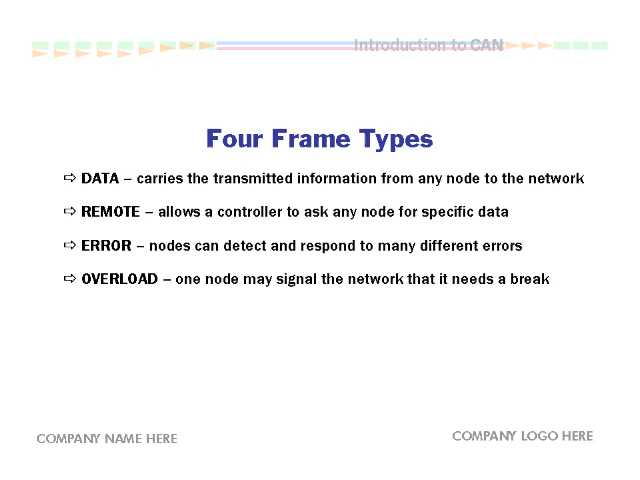 Introduction to CAN
Four Frame Types
⇨ DATA – carries the transmitted information from any node to the network
⇨ REMOTE – allows a controller to ask any node for specific data
⇨ ERROR – nodes can detect and respond to many different errors
⇨ OVERLOAD – one node may signal the network that it needs a break
COMPANY NAME HERE
COMPANY LOGO HERE